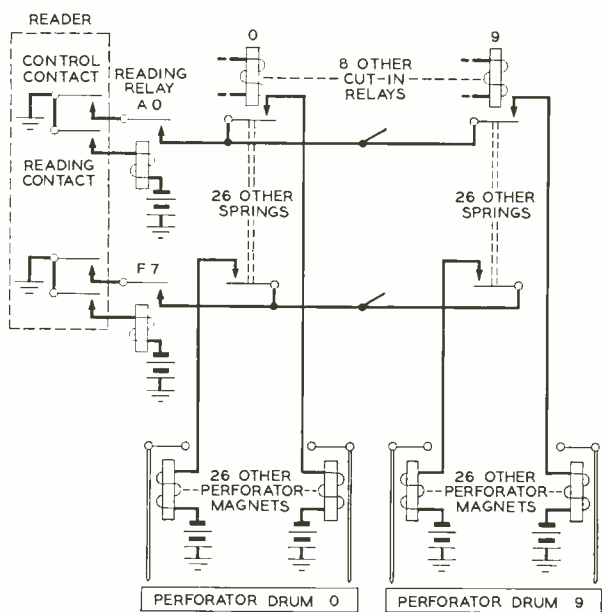 READER
CONTROL
CONTACT
READING
RELAY
A 0
READING
CONTACT
0
8 OTHER
CUT-IN
RELAYS
9
26 OTHER
SPRINGS
26 OTHER
SPRINGS
F 7
26 OTHER
PERFORATOR
MAGNETS
26 OTHER
PERFORATOR
MAGNETS
PERFORATOR DRUM 0
PERFORATOR DRUM 9